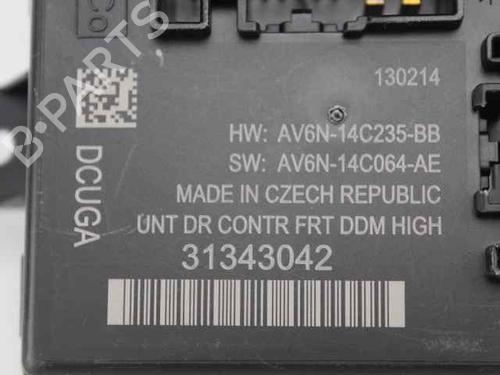 Co
B-PARTS
130214
HW: AV6N-14C235-BB
SW: AV6N-14C064-AE
MADE IN CZECH REPUBLIC
UNT DR CONTR FRT DDM HIGH
31343042
DCUGA